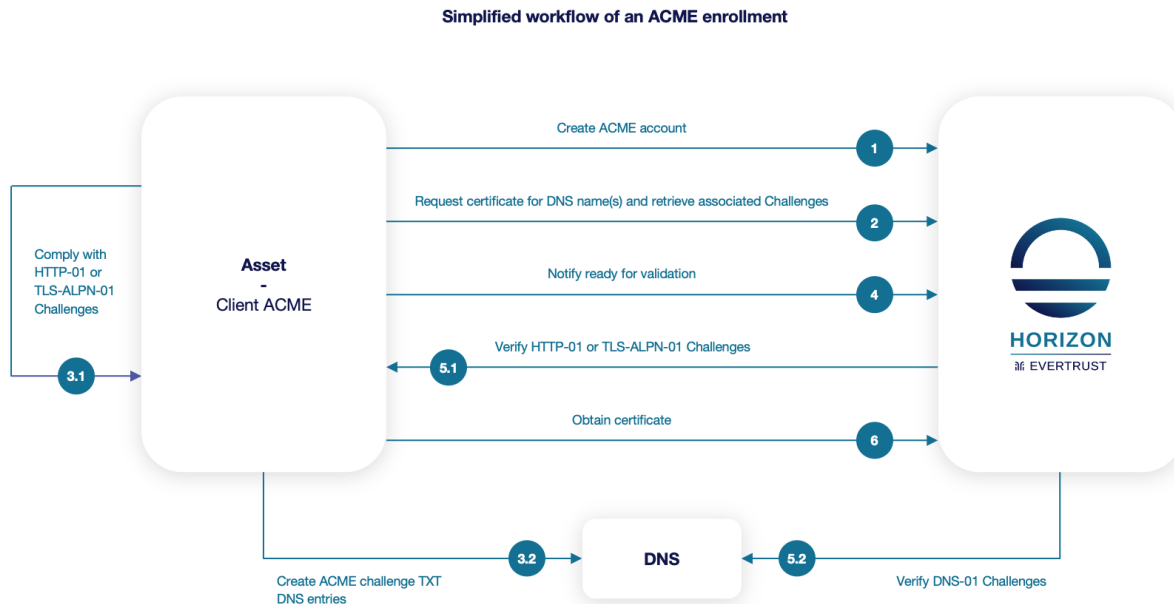 Simplified workflow of an ACME enrollment
Create ACME account
1
Request certificate for DNS name(s) and retrieve associated Challenges
2
Comply with
HTTP-01 or
TLS-ALPN-01
Challenges
3.1
Asset
-
Client ACME
Notify ready for validation
4
Verify HTTP-01 or TLS-ALPN-01 Challenges
5.1
Obtain certificate
6
HORIZON
EVERTRUST
3.2
Create ACME challenge TXT
DNS entries
DNS
5.2
Verify DNS-01 Challenges